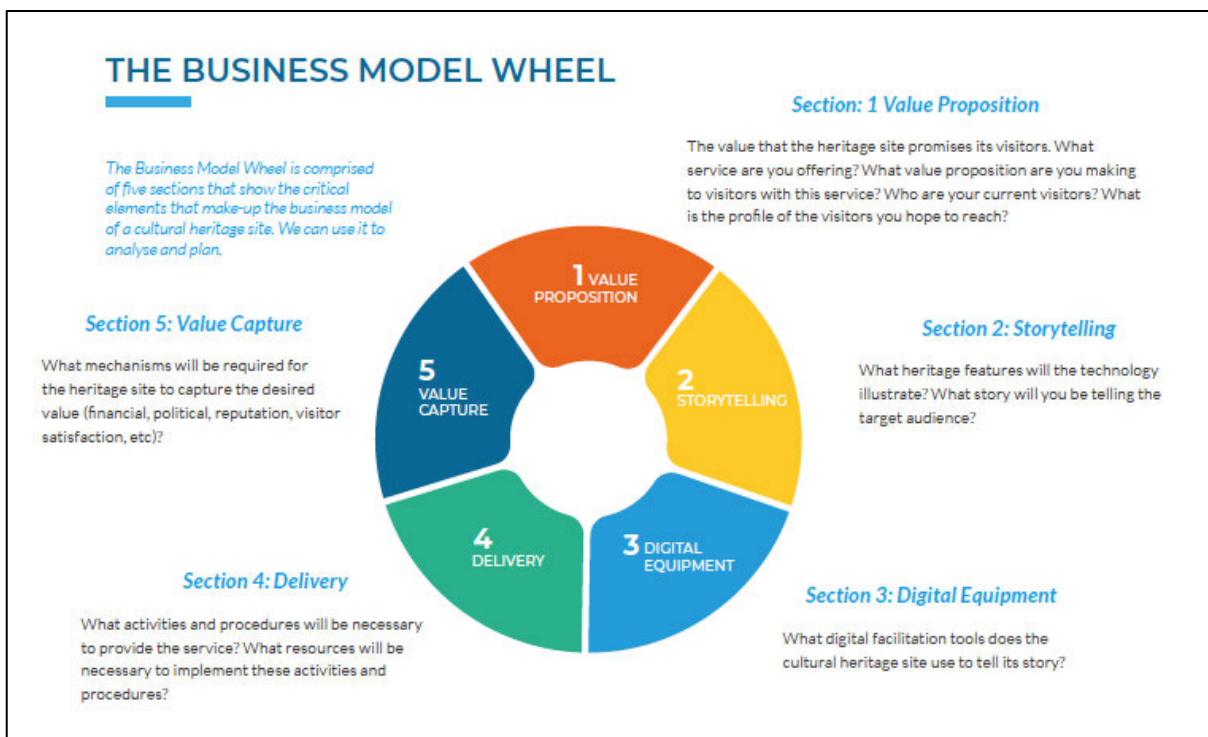 THE BUSINESS MODEL WHEEL
The Business Model Wheel is comprised
of five sections that show the critical
elements that make-up the business model
of a cultural heritage site. We can use it to
analyse and plan.
Section: 1 Value Proposition
The value that the heritage site promises its visitors. What
service are you offering? What value proposition are you making
to visitors with this service? Who are your current visitors? What
is the profile of the visitors you hope to reach?
1 VALUE
PROPOSITION
Section 2: Storytelling
What heritage features will the technology
illustrate? What story will you be telling the
target audience?
2
STORYTELLING
Section 3: Digital Equipment
What digital facilitation tools does the
cultural heritage site use to tell its story?
3 DIGITAL
EQUIPMENT
Section 4: Delivery
What activities and procedures will be necessary
to provide the service? What resources will be
necessary to implement these activities and
procedures?
4
DELIVERY
Section 5: Value Capture
What mechanisms will be required for
the heritage site to capture the desired
value (financial, political, reputation, visitor
satisfaction, etc)?
5
VALUE
CAPTURE